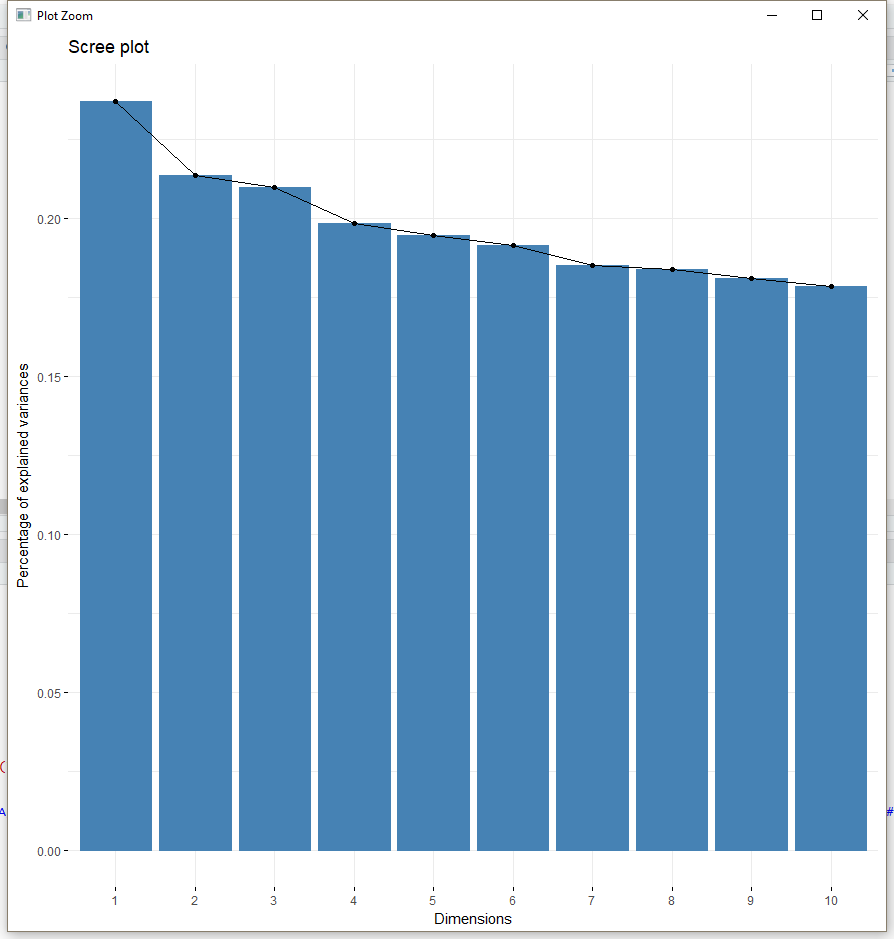 Plot Zoom
Scree plot
Percentage of explained variances
0.20
0.15
0.10
0.05
0.00
1 2 3 4 5 6 7 8 9 10
Dimensions
(
A
#